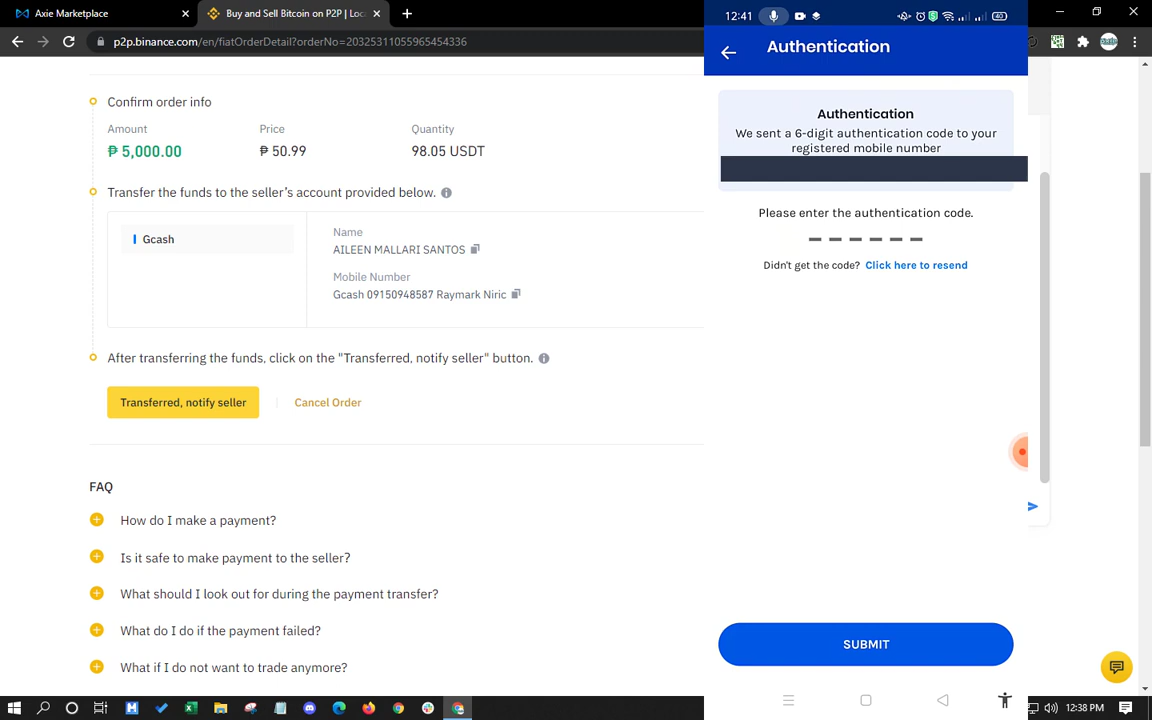 Axie Marketplace
Buy and Sell Bitcoin on P2P | Loc
p2p.binance.com/en/fiatOrderDetail?orderNo=20325311055965454336
Confirm order info
Amount
Price
Quantity
₱ 5,000.00
₱ 50.99
98.05 USDT
Transfer the funds to the seller's account provided below.
Gcash
Name
AILEEN MALLARI SANTOS
Mobile Number
Gcash 09150948587 Raymark Niric
After transferring the funds, click on the "Transferred, notify seller" button.
Transferred, notify seller
Cancel Order
FAQ
How do I make a payment?
Is it safe to make payment to the seller?
What should I look out for during the payment transfer?
What do I do if the payment failed?
What if I do not want to trade anymore?
12:41
40
Authentication
Authentication
We sent a 6-digit authentication code to your
registered mobile number
Please enter the authentication code.
Didn't get the code? Click here to resend
SUBMIT
12:38 PM